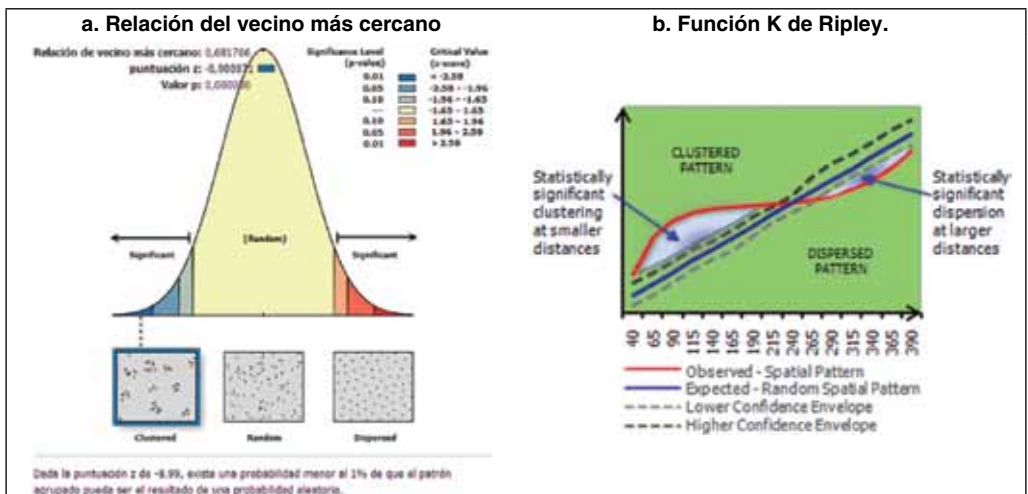 a. Relación del vecino más cercano
Relación de vecino más cercano: 0,681766
puntuación z:
Valor p:
Significance Level
(p-value)
Critical Value
(z-score)
0.01 < -2.58
0.05 -2.58 - -1.96
0.10 -1.96 - -1.65
--- -1.65 - 1.65
0.10 1.65 - 1.96
0.05 1.96 - 2.58
0.01 > 2.58
(Random)
Significant
Significant
Clustered
Random
Dispersed
Dada la puntuación z de -8.99, existe una probabilidad menor al 1% de que el patrón
agrupado pueda ser el resultado de una probabilidad aleatoria.
b. Función K de Ripley.
CLUSTERED
PATTERN
Statistically
significant
clustering
at smaller
distances
Statistically
significant
dispersion
at larger
distances
DISPERSED
PATTERN
40 65 90 115 140 165 190 215 240 265 290 315 340 365 390
Observed - Spatial Pattern
Expected - Random Spatial Pattern
Lower Confidence Envelope
Higher Confidence Envelope